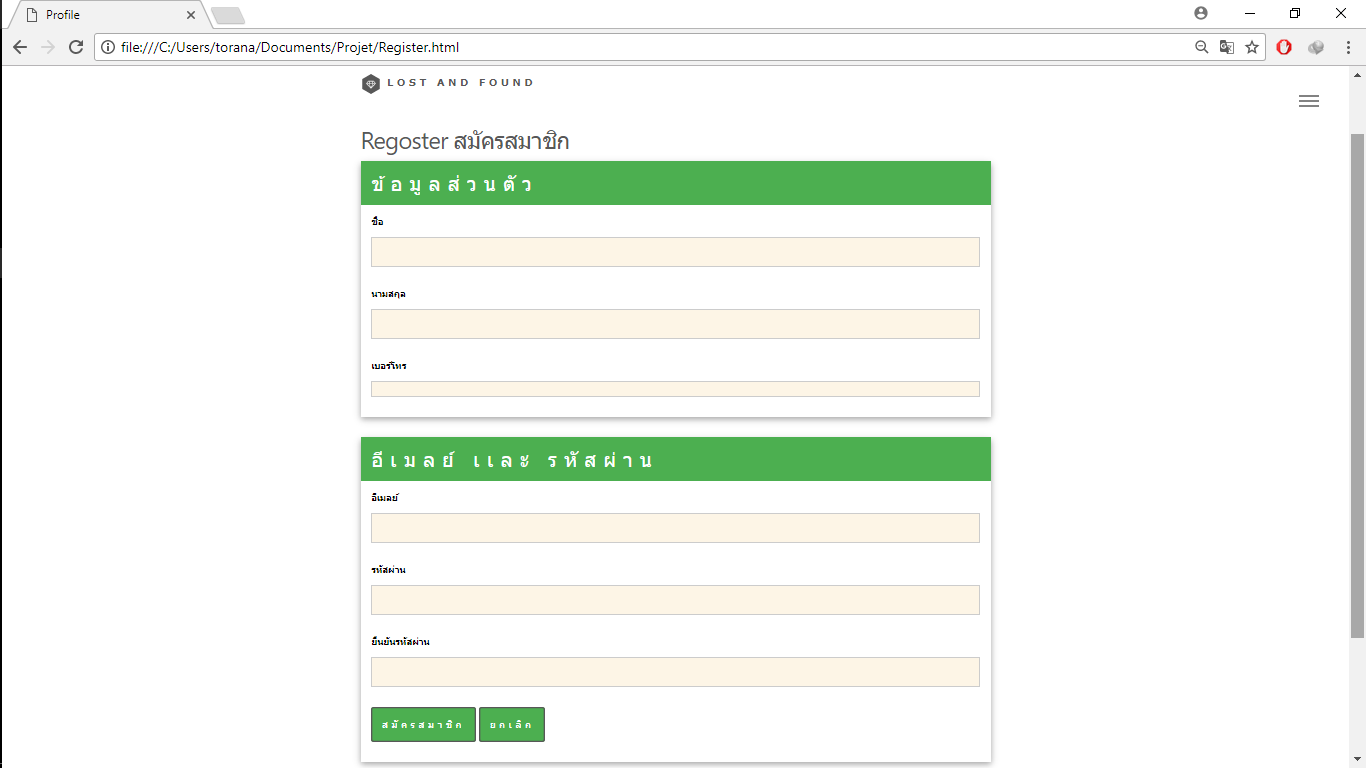 Profile
file:///C:/Users/torana/Documents/Projet/Register.html
LOST AND FOUND
Regoster สมัครสมาชิก
ข้อมูลส่วนตัว
ชื่อ
นามสกุล
เบอร์โทร
อีเมลย์ เเละ รหัสผ่าน
อีเมลย์
รหัสผ่าน
ยืนยันรหัสผ่าน
สมัครสมาชิก ยกเลิก